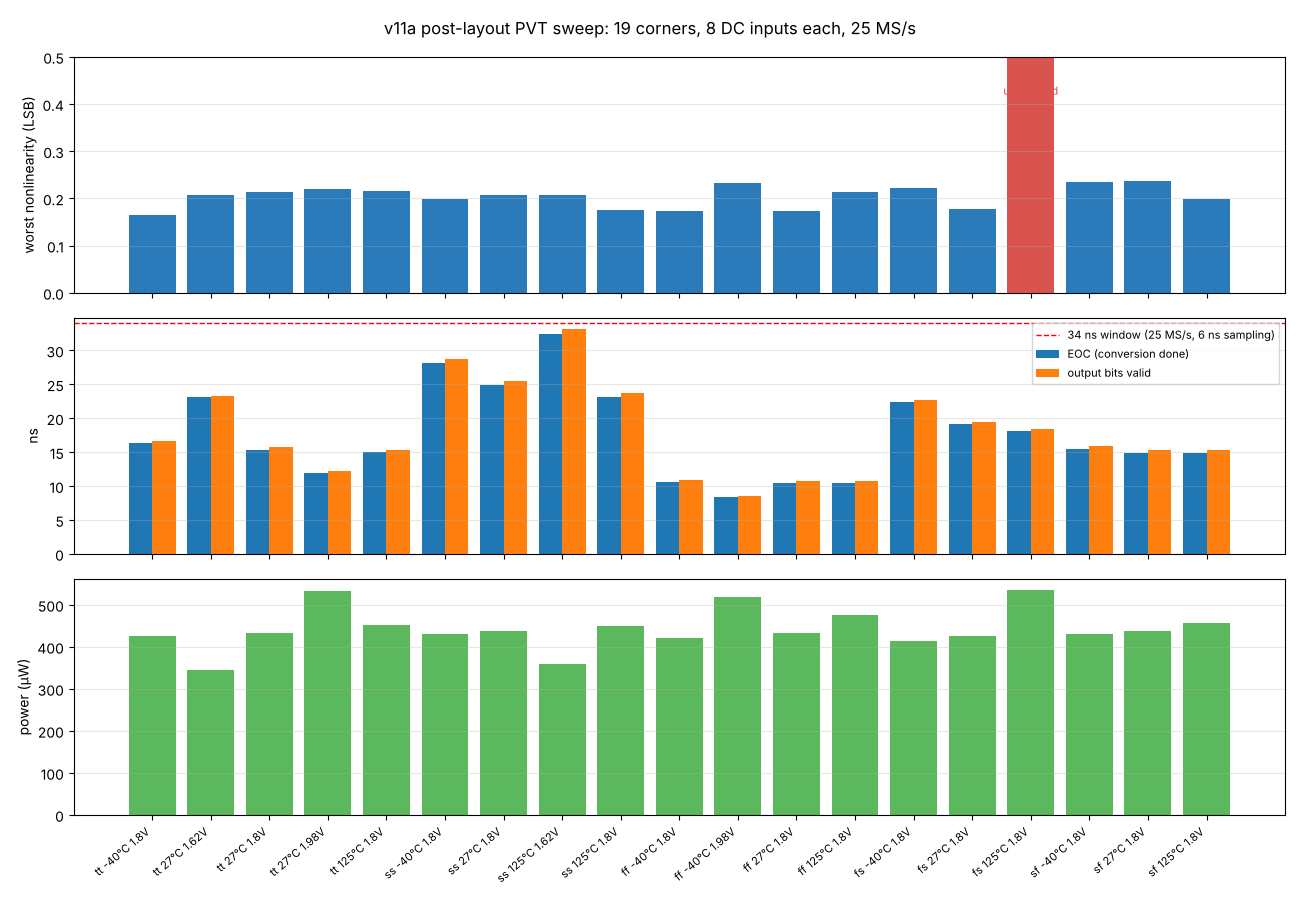 v11a post-layout PVT sweep: 19 corners, 8 DC inputs each, 25 MS/s
worst nonlinearity (LSB)
0.5
0.4
0.3
0.2
0.1
0.0
ns
30
25
20
15
10
5
0
34 ns window (25 MS/s, 6 ns sampling)
EOC (conversion done)
output bits valid
power (µW)
500
400
300
200
100
0
tt -40°C 1.8V
tt 27°C 1.62V
tt 27°C 1.8V
tt 27°C 1.98V
tt 125°C 1.8V
ss -40°C 1.8V
ss 27°C 1.8V
ss 125°C 1.62V
ss 125°C 1.8V
ff -40°C 1.8V
ff -40°C 1.98V
ff 27°C 1.8V
ff 125°C 1.8V
fs -40°C 1.8V
fs 27°C 1.8V
fs 125°C 1.8V
sf -40°C 1.8V
sf 27°C 1.8V
sf 125°C 1.8V